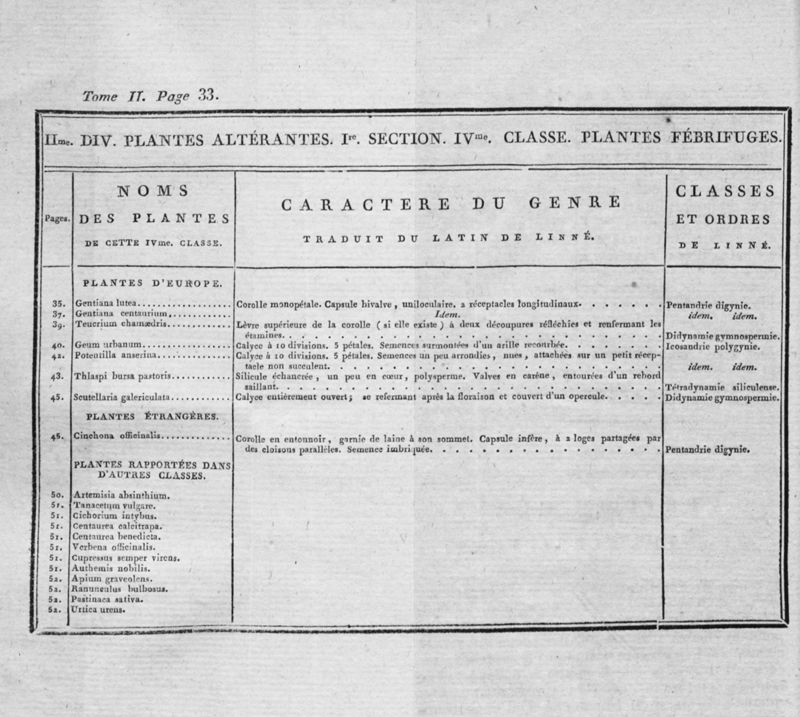 Tome II. Page 33.
IIme. DIV. PLANTES ALTÉRANTES. Ire. SECTION. IVme. CLASSE. PLANTES FÉBRIFUGES.
Pages.
NOMS
DES PLANTES
DE CETTE IVme. CLASSE.
CARACTERE DU GENRE
TRADUIT DU LATIN DE LINNÉ.
CLASSES
ET ORDRES
DE LINNÉ.
PLANTES D'EUROPE.
35. Gentiana lutea.................. Corolle monopétale. Capsule bivalve, uniloculaire. 2 réceptacles longitudinaux. . . . . . . Pentandrie digynie.
37. Gentiana centaurium............. Idem. idem. idem.
39. Teucrium chamædris............. Lèvre supérieure de la corolle ( si elle existe ) à deux découpures réfléchies et renfermant les
étamines. . . . . . . . . . . . . . . . . . . . . . . . . . . Didynamie gymnospermie.
40. Geum urbanum................. Calyce à 10 divisions. 5 pétales. Semences surmontées d'un arille recourbée. . . . . . . . Icosandrie polygynie.
42. Potentilla anserina.............. Calyce à 10 divisions. 5 pétales. Semences un peu arrondies, nues, attachées sur un petit récep-
tacle non succulent. . . . . . . . . . . . . . . . . . . . . . . . idem. idem.
43. Thlaspi bursa pastoris........... Silicule échancrée, un peu en cœur, polysperme. Valves en carêne, entourées d'un rebord
saillant. . . . . . . . . . . . . . . . . . . . . . . . . . . Tétradynamie siliculeuse.
45. Scutellaria galericulata............ Calyce entièrement ouvert; se refermant après la floraison et couvert d'un opercule. . . . . Didynamie gymnospermie.
PLANTES ÉTRANGÈRES.
45. Cinchona officinalis............. Corolle en entonnoir, garnie de laine à son sommet. Capsule infère, à 2 loges partagées par
des cloisons parallèles. Semence imbriquée. . . . . . . . . . . . . . . . Pentandrie digynie.
PLANTES RAPPORTÉES DANS
D'AUTRES CLASSES.
50. Artemisia absinthium.
51. Tanacetum vulgare.
51. Cichorium intybus.
51. Centaurea calcitrapa.
51. Centaurea benedicta.
51. Verbena officinalis.
51. Cupressus semper virens.
51. Authemis nobilis.
52. Apium graveolens.
52. Ranunculus bulbosus.
52. Pastinaca sativa.
52. Urtica urens.